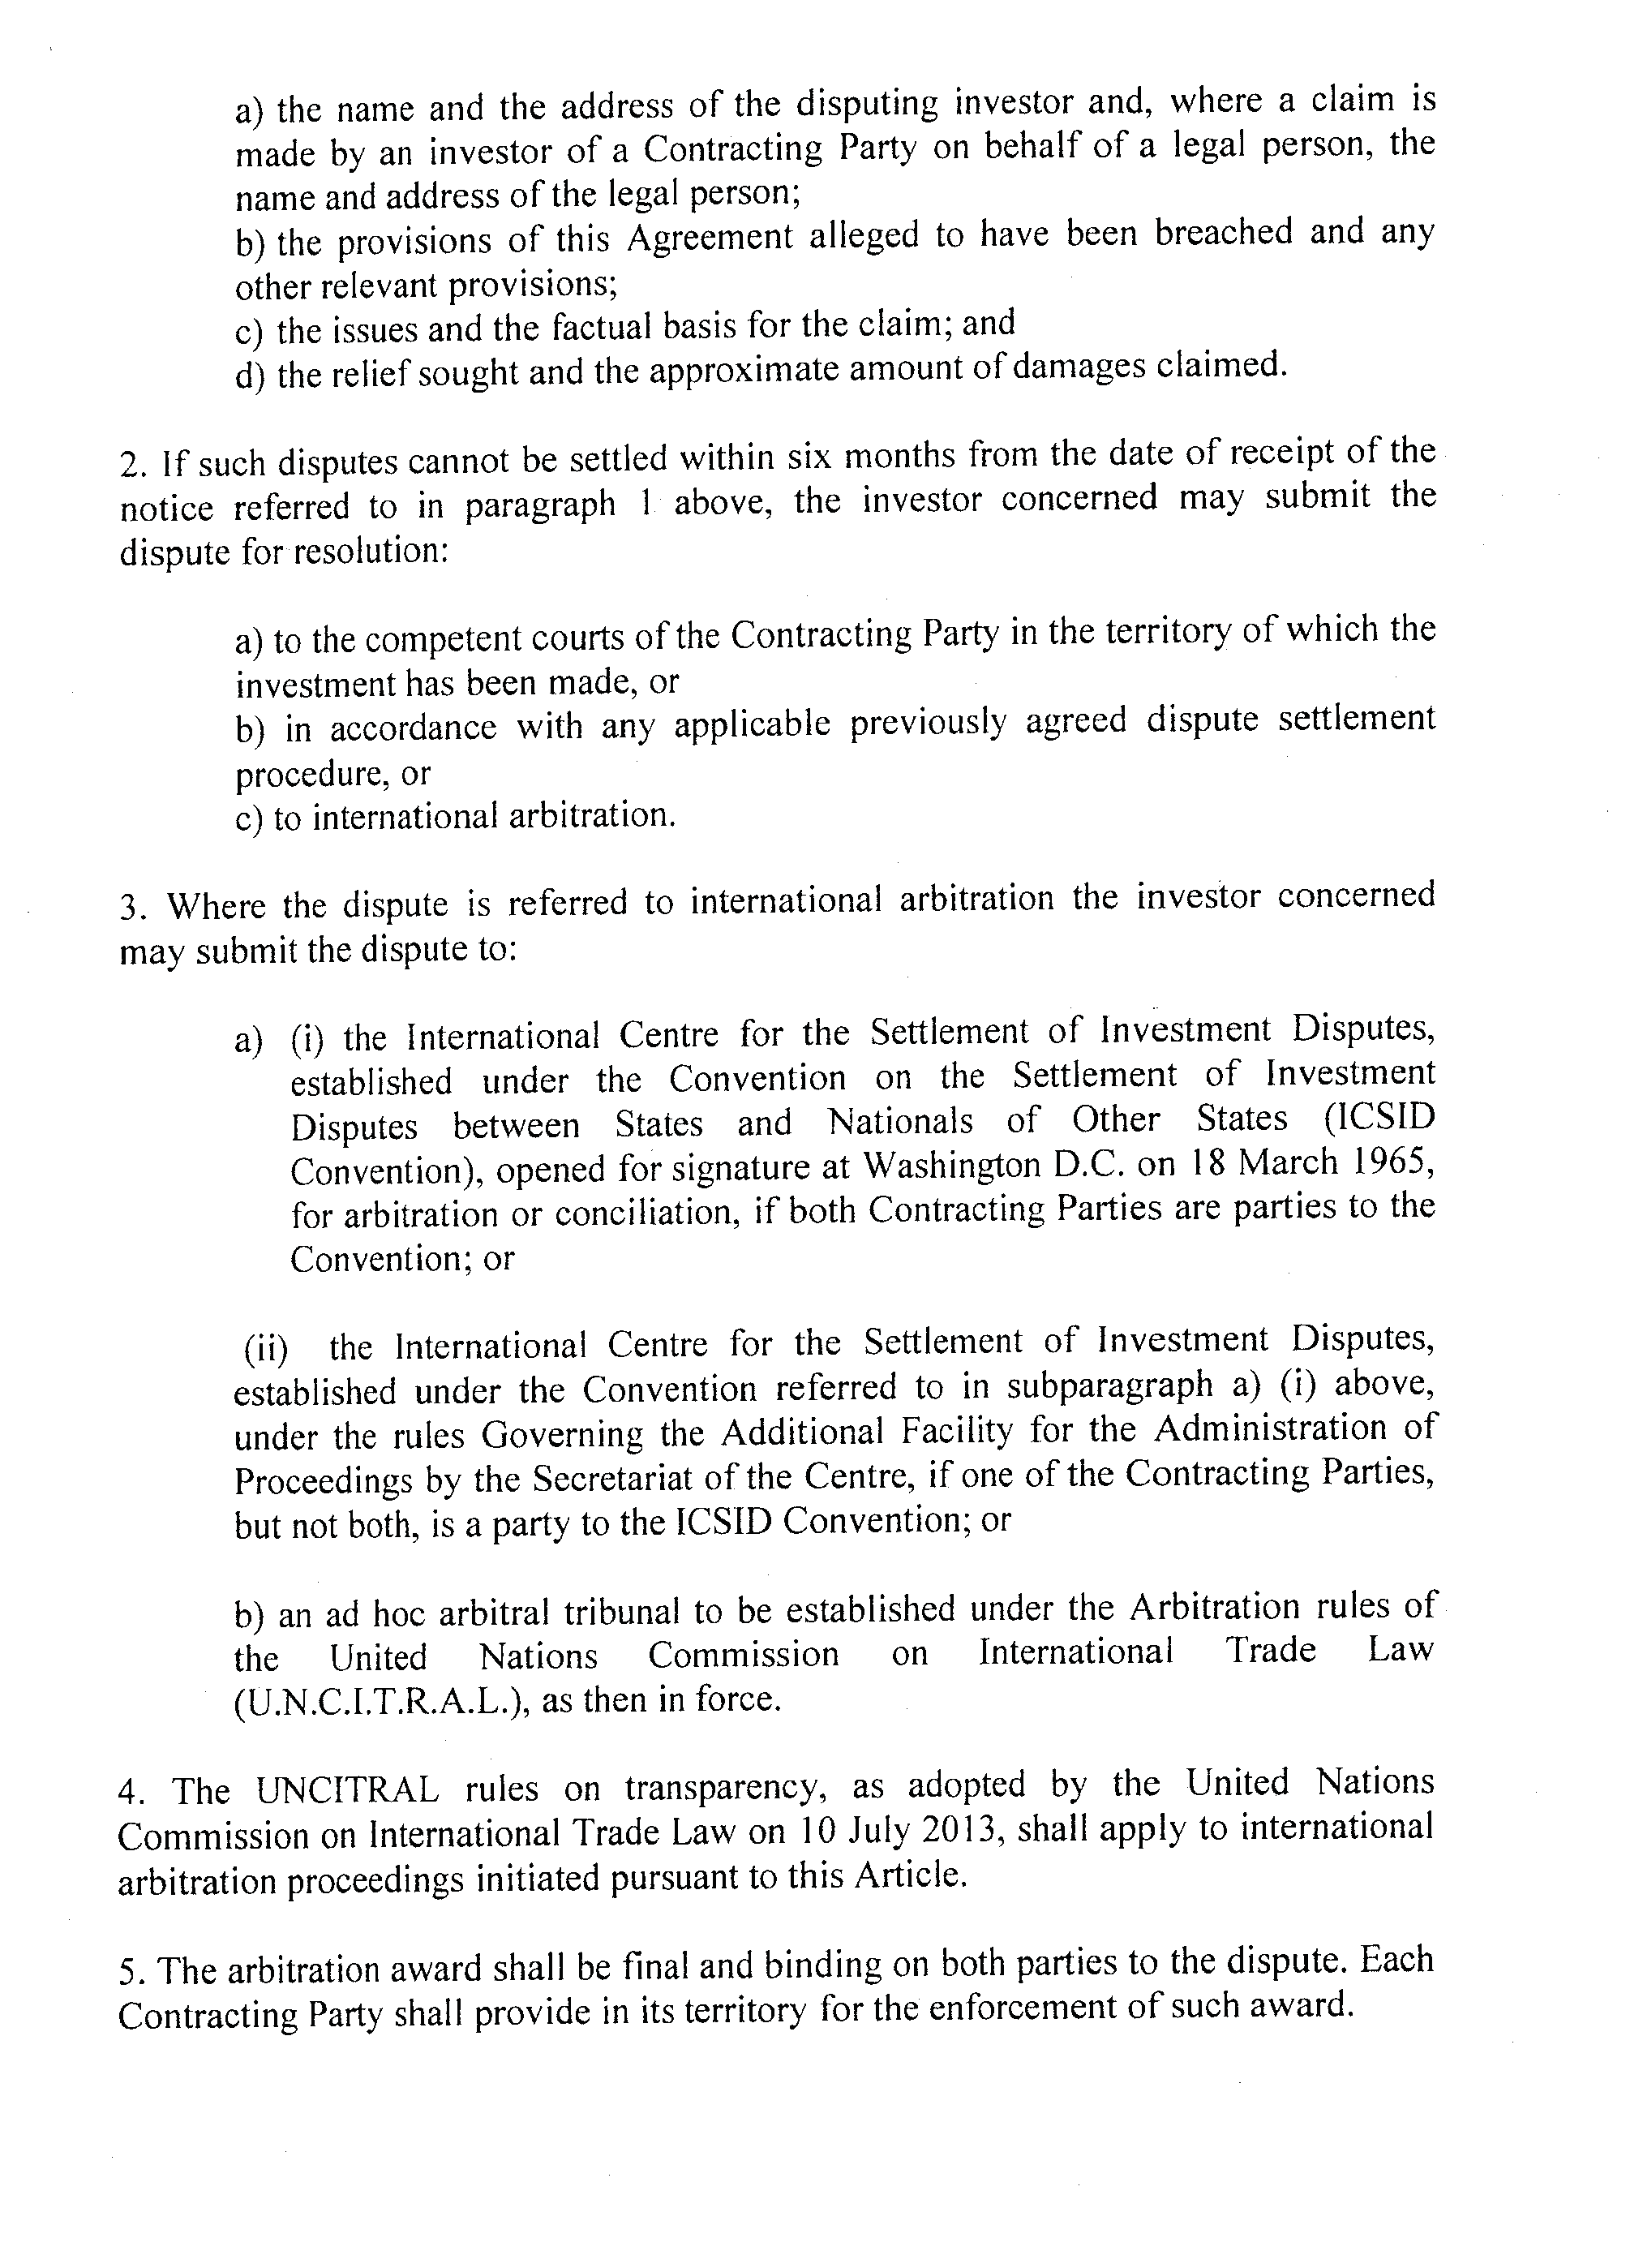 a) the name and the address of the disputing investor and, where a claim is
made by an investor of a Contracting Party on behalf of a legal person, the
name and address of the legal person;
b) the provisions of this Agreement alleged to have been breached and any
other relevant provisions;
c) the issues and the factual basis for the claim; and
d) the relief sought and the approximate amount of damages claimed.
2. If such disputes cannot be settled within six months from the date of receipt of the
notice referred to in paragraph 1 above, the investor concerned may submit the
dispute for resolution:
a) to the competent courts of the Contracting Party in the territory of which the
investment has been made, or
b) in accordance with any applicable previously agreed dispute settlement
procedure, or
c) to international arbitration.
3. Where the dispute is referred to international arbitration the investor concerned
may submit the dispute to:
a) (i) the International Centre for the Settlement of Investment Disputes,
established under the Convention on the Settlement of Investment
Disputes between States and Nationals of Other States (ICSID
Convention), opened for signature at Washington D.C. on 18 March 1965,
for arbitration or conciliation, if both Contracting Parties are parties to the
Convention; or
(ii) the International Centre for the Settlement of Investment Disputes,
established under the Convention referred to in subparagraph a) (i) above,
under the rules Governing the Additional Facility for the Administration of
Proceedings by the Secretariat of the Centre, if one of the Contracting Parties,
but not both, is a party to the ICSID Convention; or
b) an ad hoc arbitral tribunal to be established under the Arbitration rules of
the United Nations Commission on International Trade Law
(U.N.C.I.T.R.A.L.), as then in force.
4. The UNCITRAL rules on transparency, as adopted by the United Nations
Commission on International Trade Law on 10 July 2013, shall apply to international
arbitration proceedings initiated pursuant to this Article.
5. The arbitration award shall be final and binding on both parties to the dispute. Each
Contracting Party shall provide in its territory for the enforcement of such award.